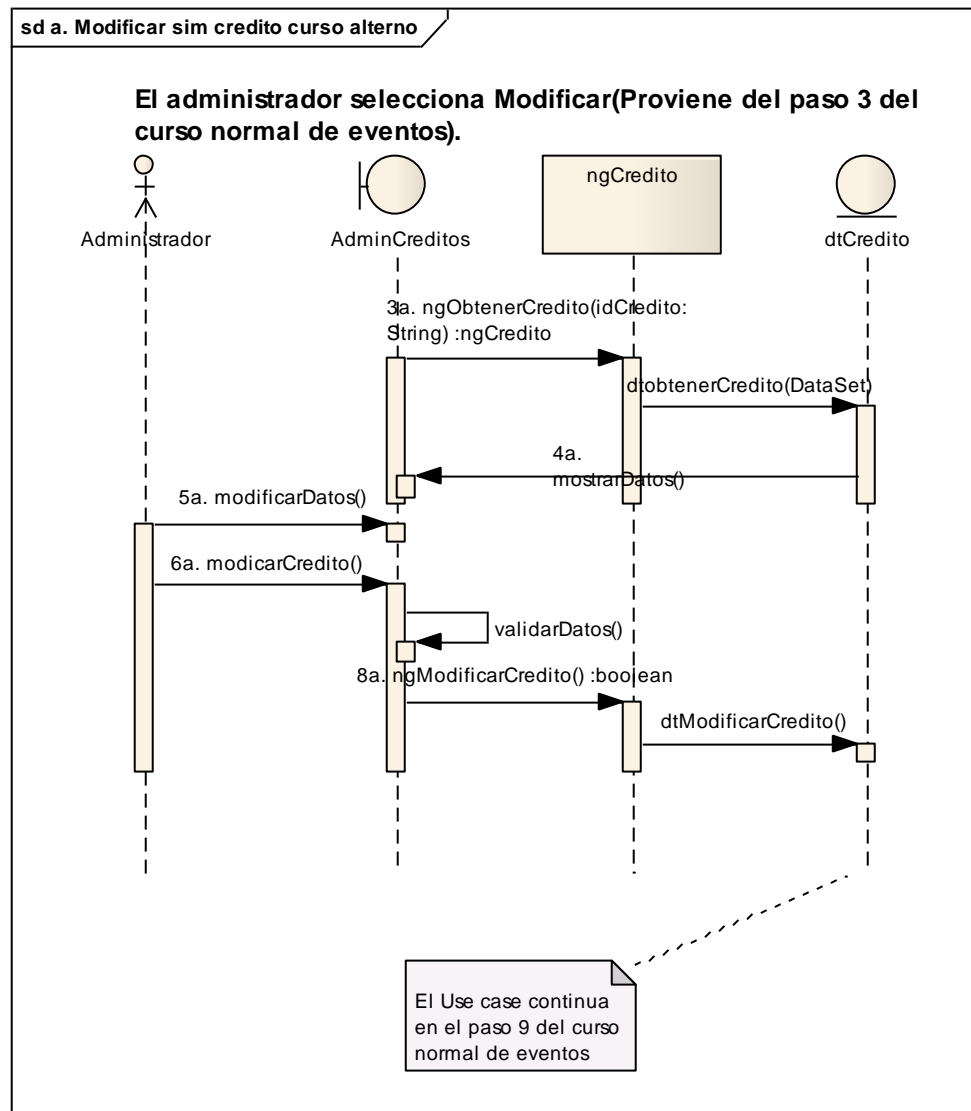 sd a. Modificar sim credito curso alterno
El administrador selecciona Modificar(Proviene del paso 3 del
curso normal de eventos).
Administrador
AdminCreditos
ngCredito
dtCredito
3a. ngObtenerCredito(idCredito:
String) :ngCredito
dtobtenerCredito(DataSet)
4a.
mostrarDatos()
5a. modificarDatos()
6a. modicarCredito()
validarDatos()
8a. ngModificarCredito() :boolean
dtModificarCredito()
El Use case continua
en el paso 9 del curso
normal de eventos